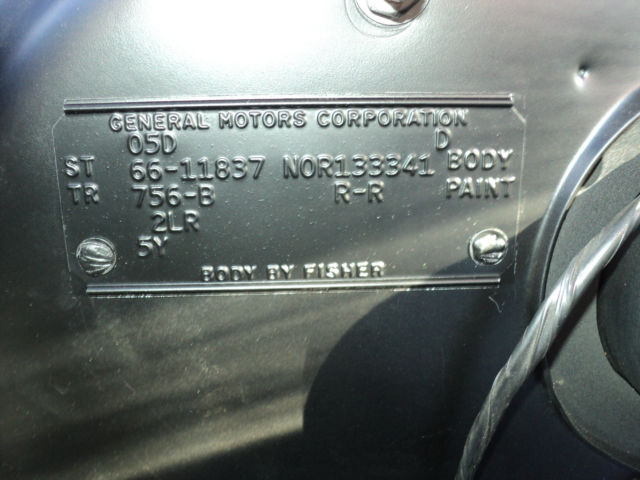 GENERAL MOTORS CORPORATION
05D D
ST 66-11837 NOR133341 BODY
TR 756-B R-R PAINT
2LR
5Y
BODY BY FISHER